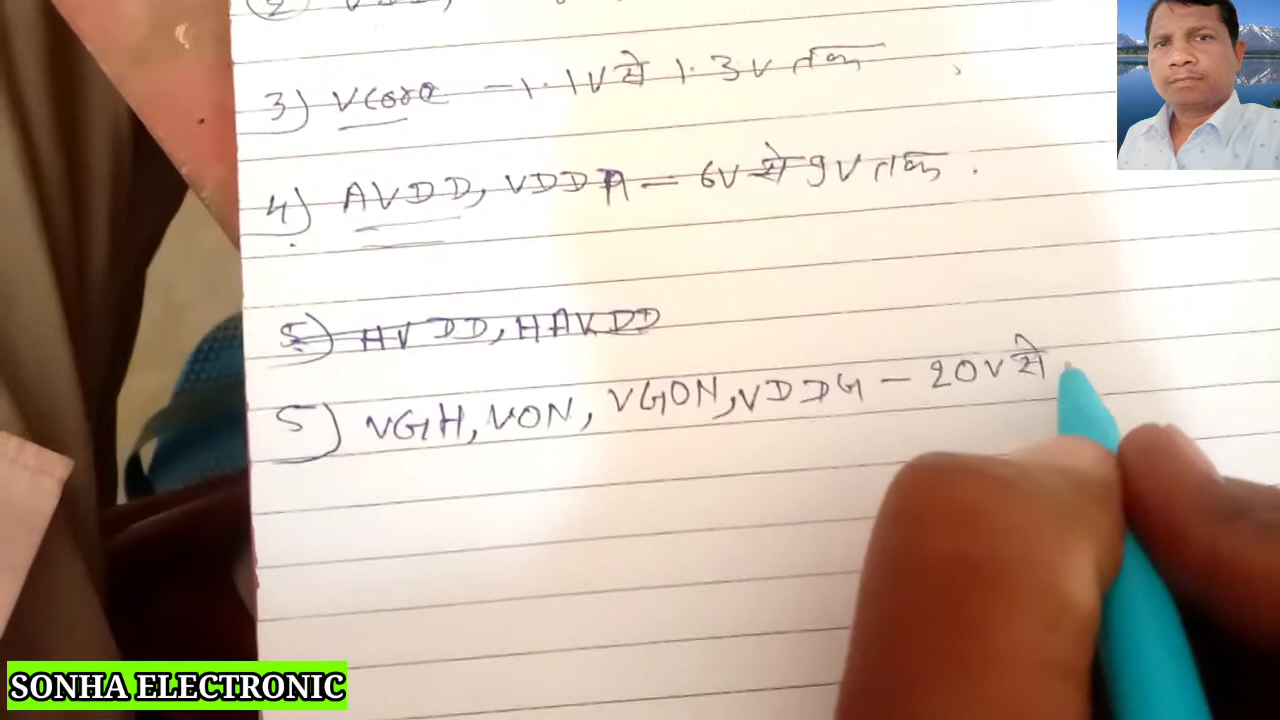 3) Vcore - 1.1V से 1.3V तक
4) AVDD, VDDA - 6V से 9V तक.
5) HVDD, HAVDD
5) VGH, VON, VGON, VDDG - 20V से
SONHA ELECTRONIC